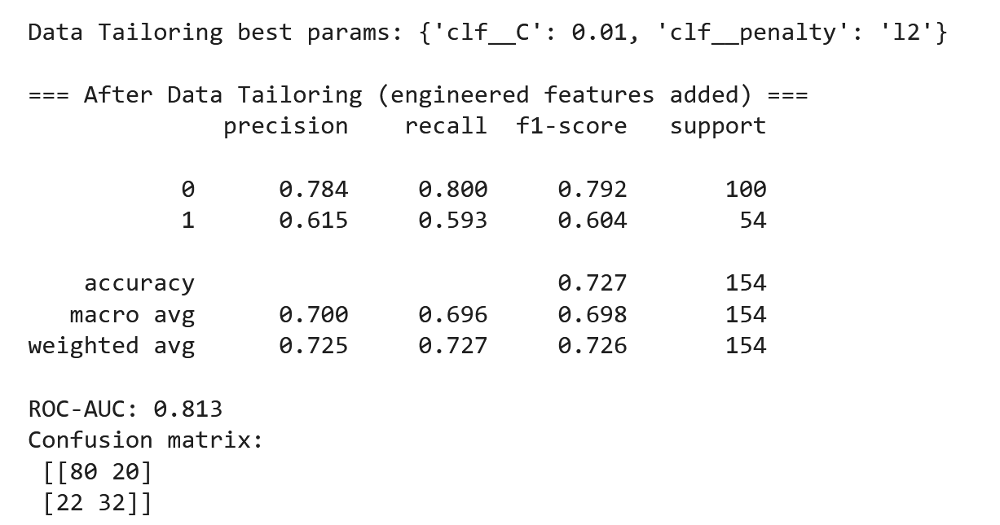 Data Tailoring best params: {'clf__C': 0.01, 'clf__penalty': 'l2'}
=== After Data Tailoring (engineered features added) ===
precision recall f1-score support
0 0.784 0.800 0.792 100
1 0.615 0.593 0.604 54
accuracy 0.727 154
macro avg 0.700 0.696 0.698 154
weighted avg 0.725 0.727 0.726 154
ROC-AUC: 0.813
Confusion matrix:
[[80 20]
[22 32]]